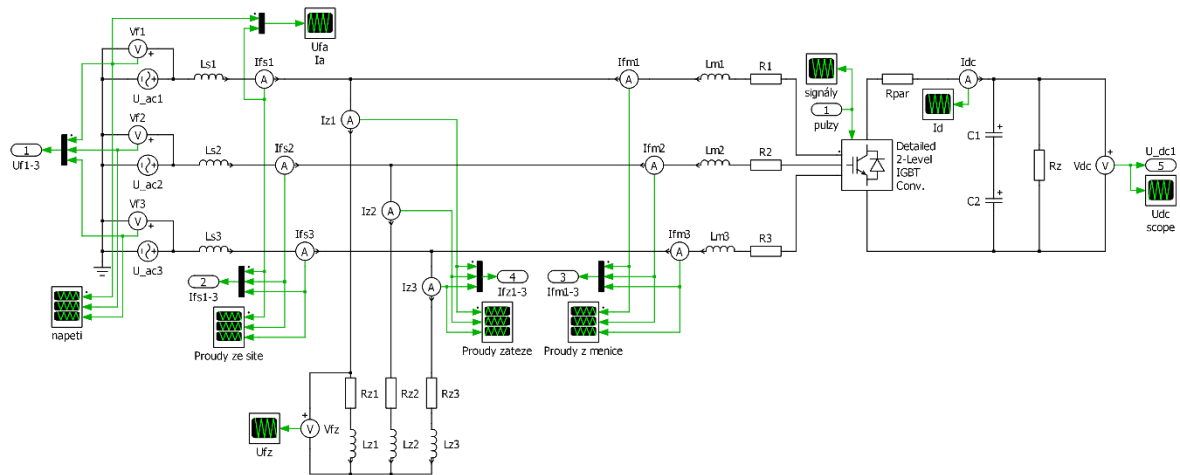 Vf1
V
U_ac1
Ls1
Ifs1
A
Ufa
Ia
Iz1
A
Ifm1
A
Lm1
R1
signály
1
pulzy
Rpar
Idc
A
Id
1
Uf1-3
Vf2
V
U_ac2
Ls2
Ifs2
A
Iz2
A
Ifm2
A
Lm2
R2
Detailed
2-Level
IGBT
Conv.
C1
C2
Rz
Vdc
V
U_dc1
5
Udc
scope
Vf3
V
U_ac3
Ls3
Ifs3
A
Iz3
A
Ifm3
A
Lm3
R3
napeti
2
Ifs1-3
Proudy ze site
4
Ifz1-3
Proudy zateze
3
Ifm1-3
Proudy z menice
Ufz
V
Vfz
Rz1
Rz2
Rz3
Lz1
Lz2
Lz3